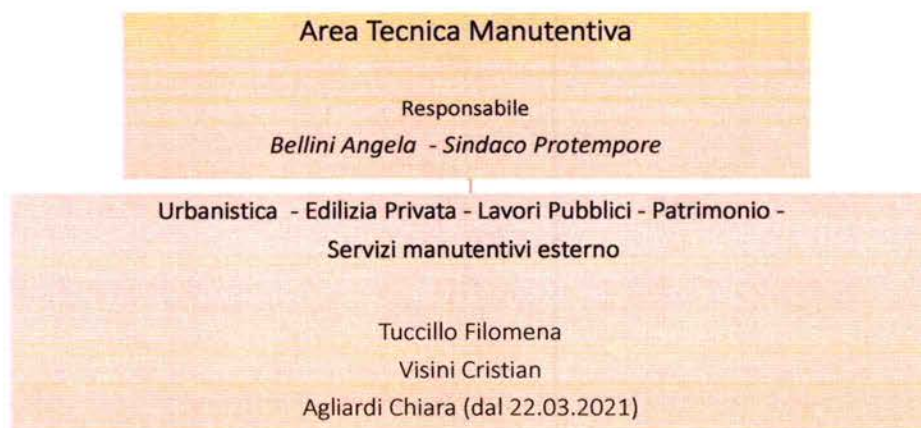 Area Tecnica Manutentiva
Responsabile
Bellini Angela - Sindaco Protempore
Urbanistica - Edilizia Privata - Lavori Pubblici - Patrimonio -
Servizi manutentivi esterno
Tuccillo Filomena
Visini Cristian
Agliardi Chiara (dal 22.03.2021)